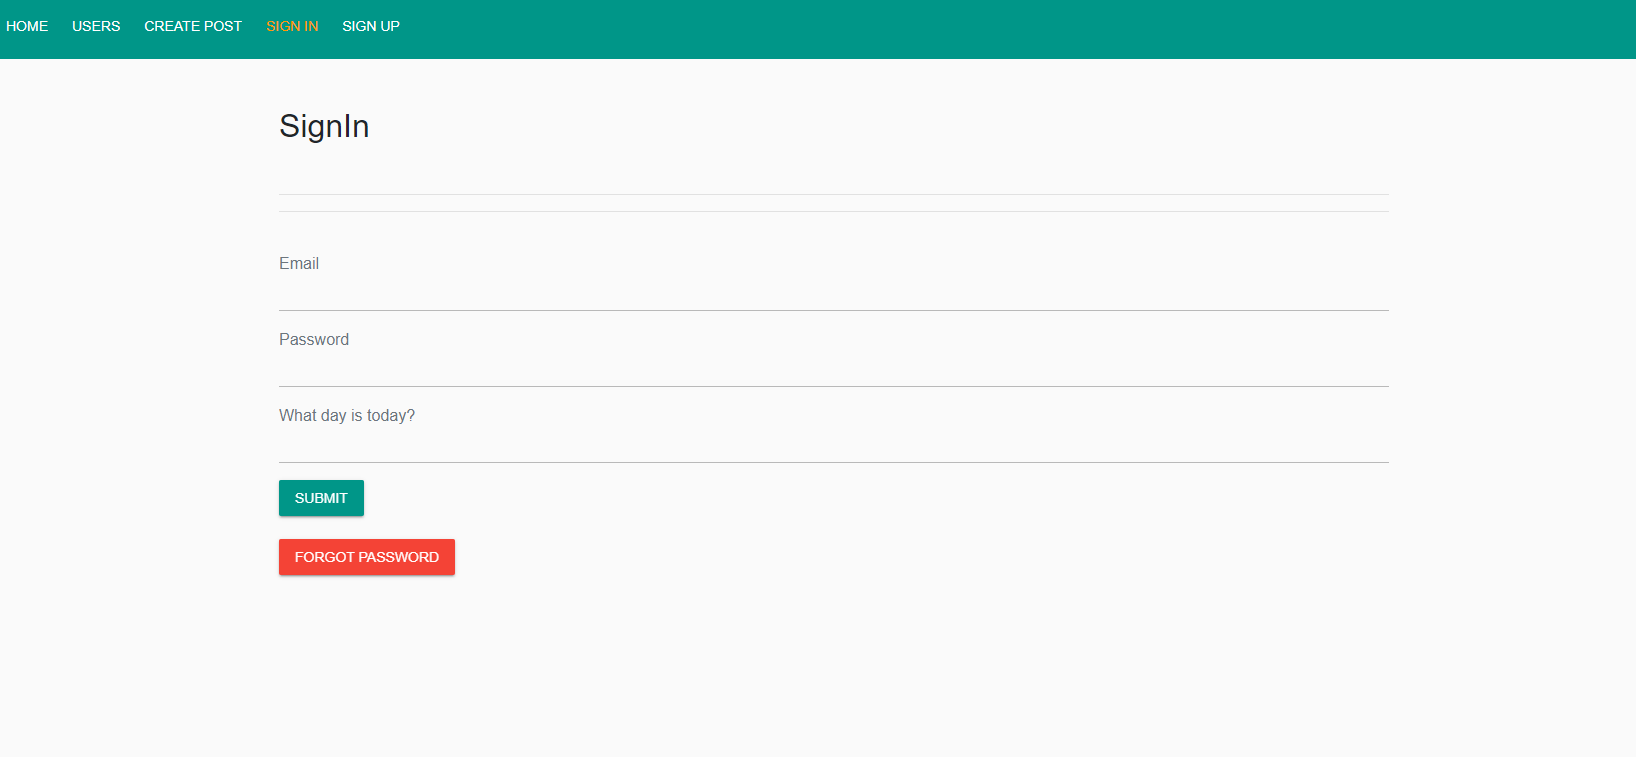 HOME USERS CREATE POST SIGN IN SIGN UP
SignIn
Email
Password
What day is today?
SUBMIT
FORGOT PASSWORD